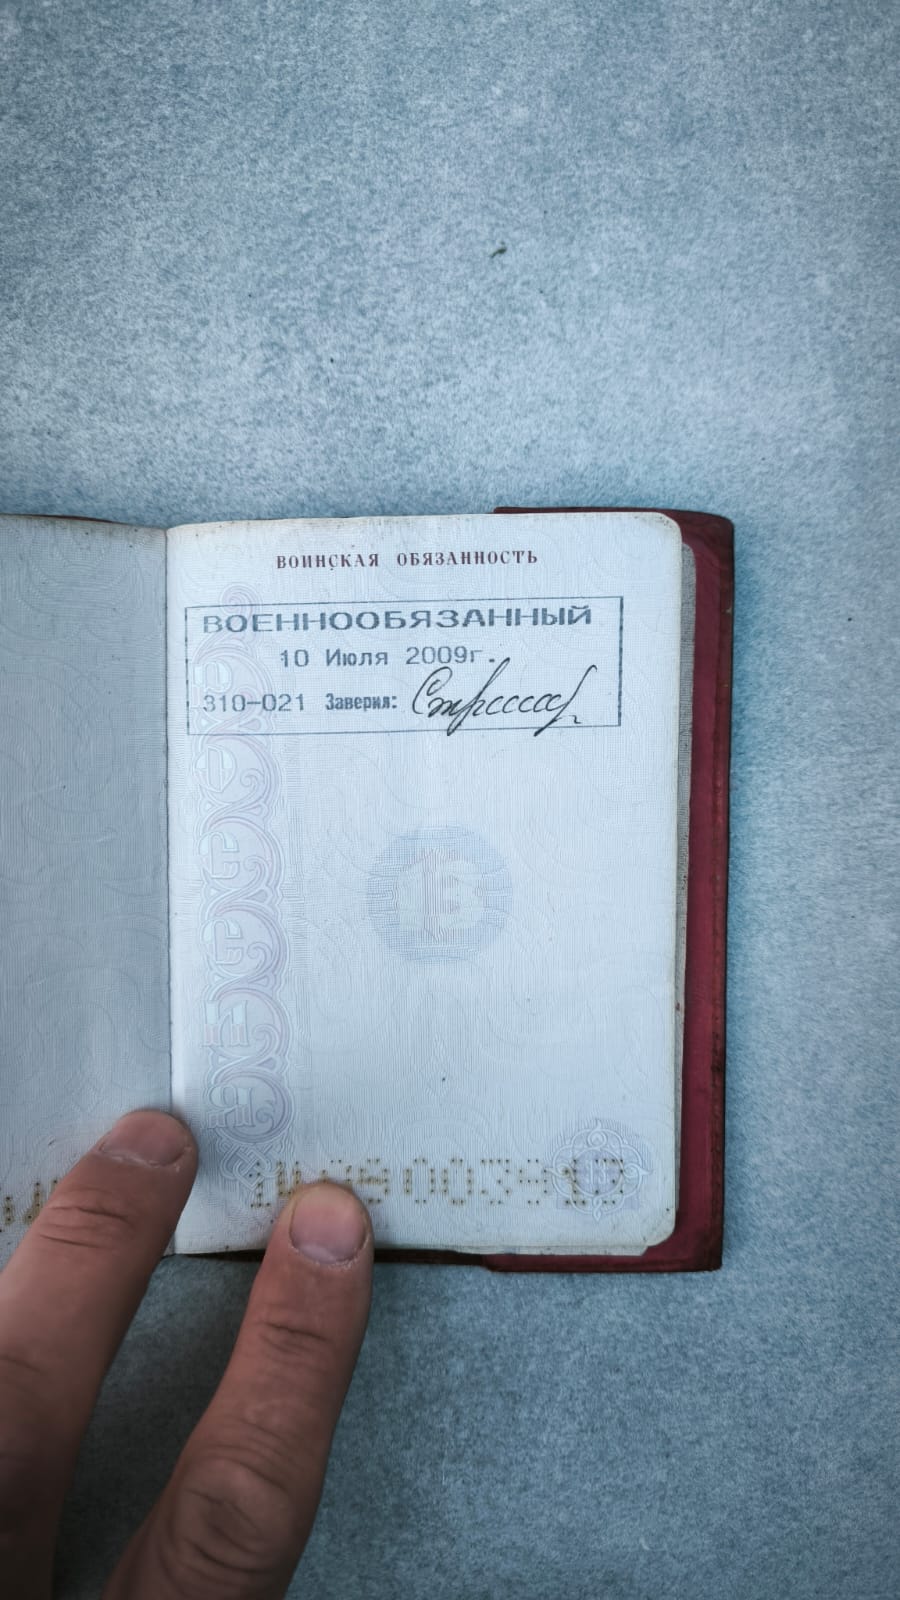 ВОИНСКАЯ ОБЯЗАННОСТЬ
ВОЕННООБЯЗАННЫЙ
10 Июля 2009г.
310-021 Заверил: